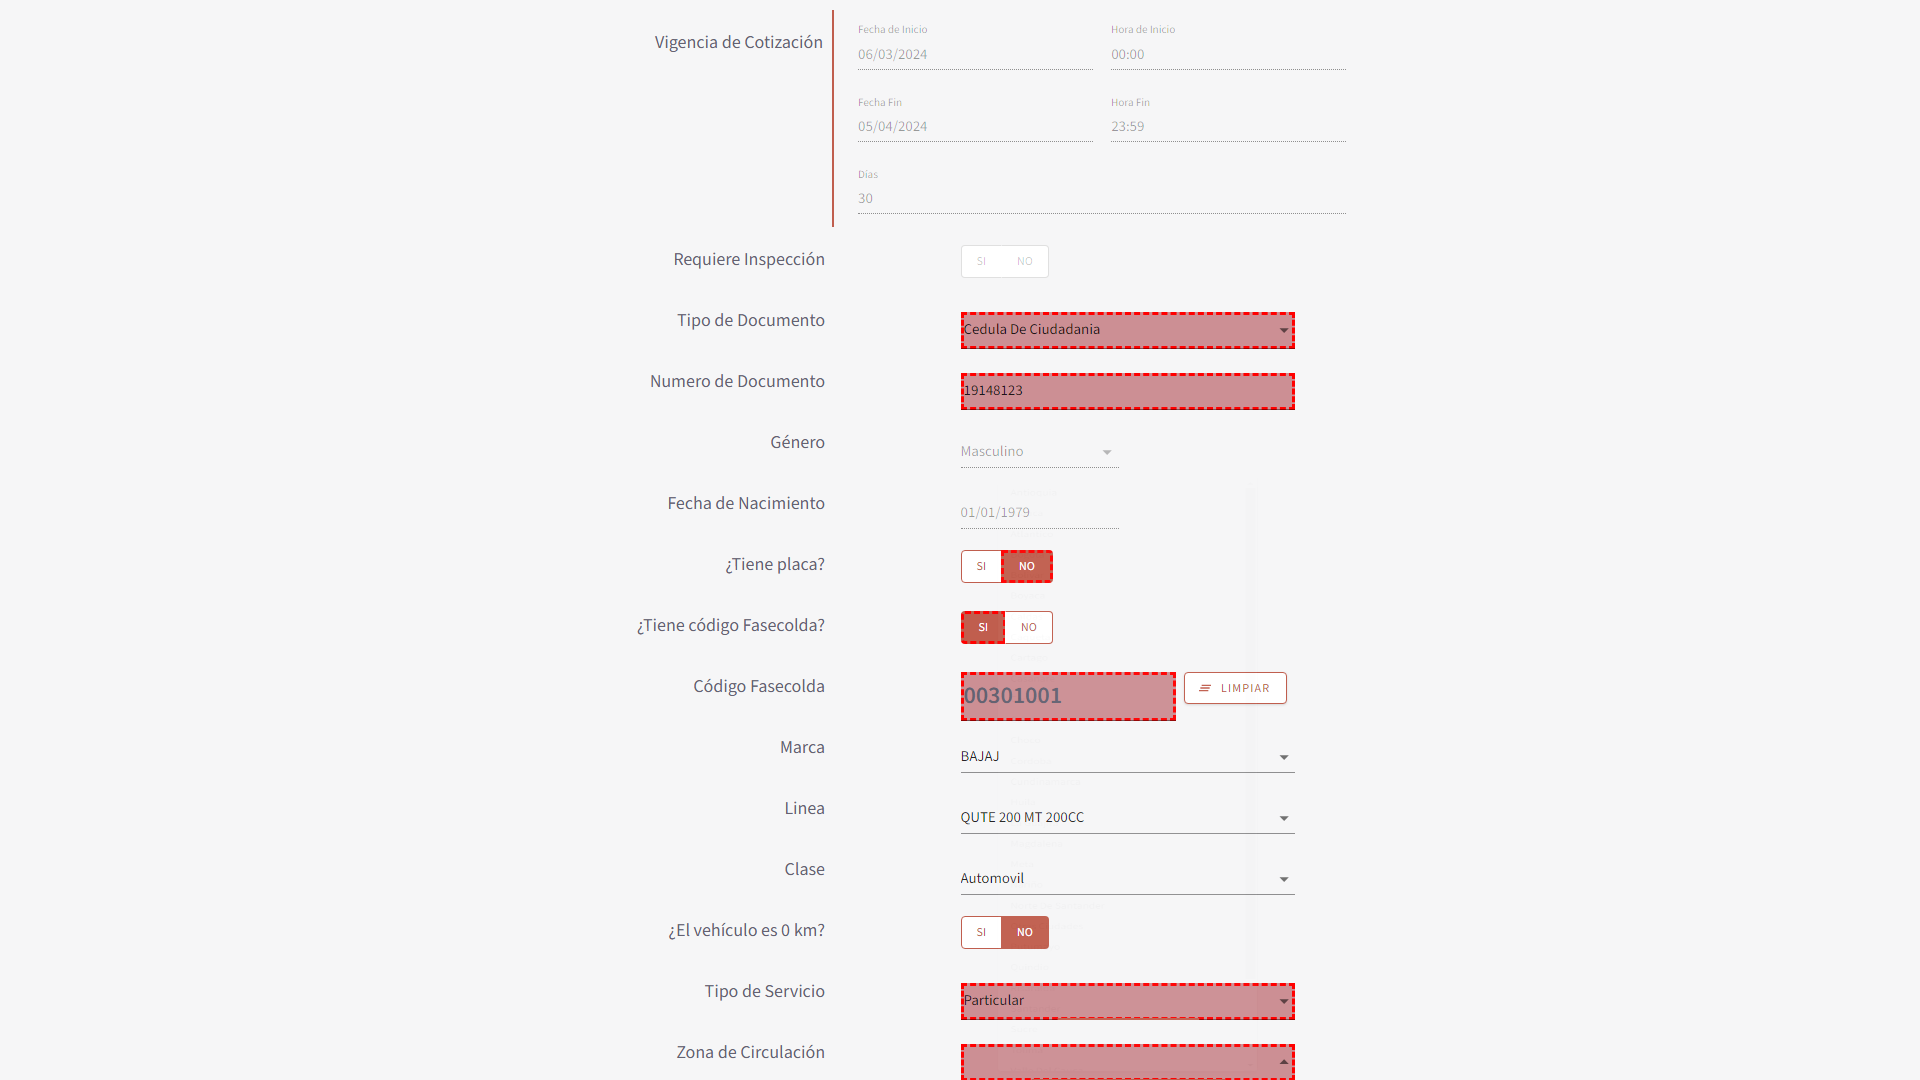 Vigencia de Cotización
Fecha de Inicio
Hora de Inicio
06/03/2024
00:00
Fecha Fin
Hora Fin
05/04/2024
23:59
Días
30
Requiere Inspección
SI NO
Tipo de Documento
Cedula De Ciudadania
Numero de Documento
19148123
Género
Masculino
Fecha de Nacimiento
01/01/1979
¿Tiene placa?
SI NO
¿Tiene código Fasecolda?
SI NO
Código Fasecolda
00301001
LIMPIAR
Marca
BAJAJ
Linea
QUTE 200 MT 200CC
Clase
Automovil
¿El vehículo es 0 km?
SI NO
Tipo de Servicio
Particular
Zona de Circulación